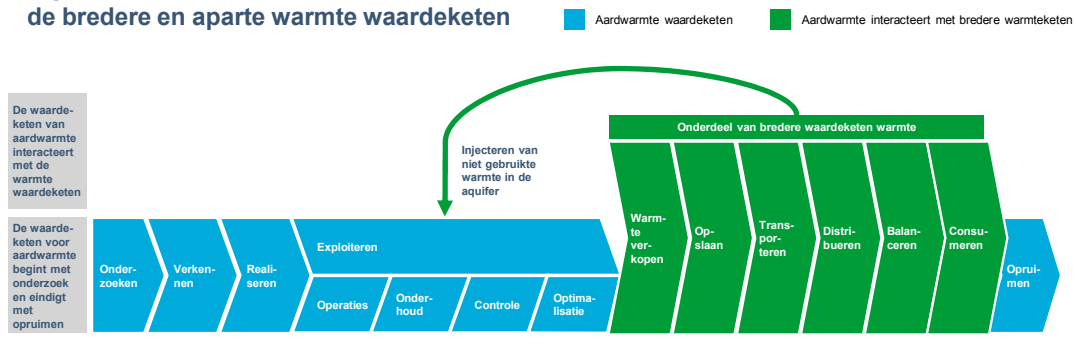 de bredere en aparte warmte waardeketen
Aardwarmte waardeketen
Aardwarmte interacteert met bredere warmteketen
De waarde-
keten van
aardwarmte
interacteert
met de
warmte
waardeketen
Injecteren van
niet gebruikte
warmte in de
aquifer
Onderdeel van bredere waardeketen warmte
De waarde-
keten voor
aardwarmte
begint met
onderzoek
en eindigt
met
opruimen
Onder-
zoeken
Verken-
nen
Reali-
seren
Exploiteren
Operaties
Onder-
houd
Controle
Optima-
lisatie
Warm-
te
ver-
kopen
Op-
slaan
Trans-
por-
teren
Distri-
bueren
Balan-
ceren
Consu-
meren
Oprui-
men